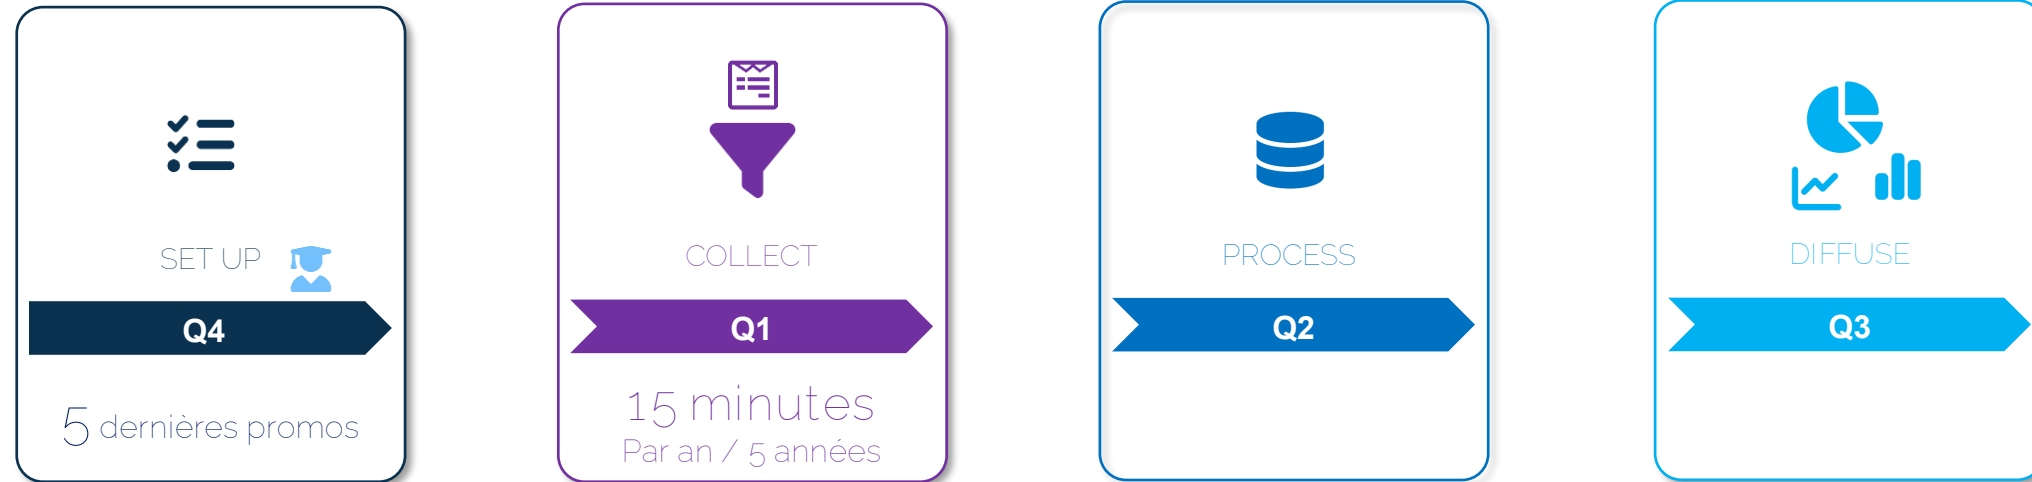 SET UP
Q4
5 dernières promos
COLLECT
Q1
15 minutes
Par an / 5 années
PROCESS
Q2
DIFFUSE
Q3